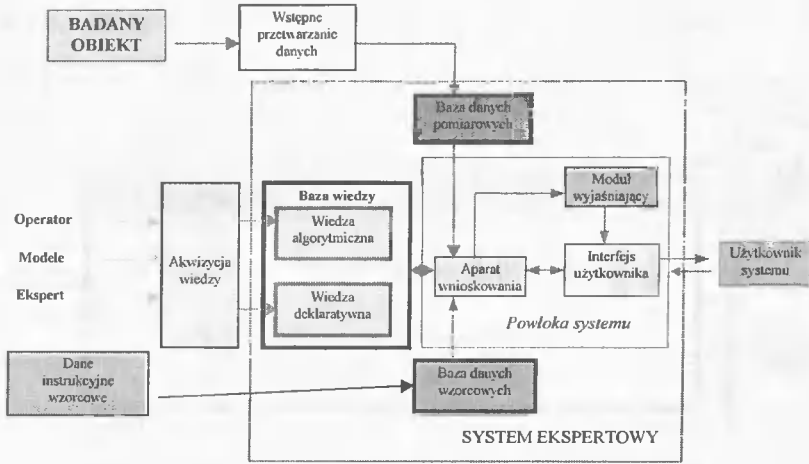 BADANY
OBIEKT
Wstępne
przetwarzanie
danych
Baza danych
pomiarowych
Moduł
wyjaśniający
Baza wiedzy
Operator
Wiedza
algorytmiczna
Modele
Akwizycja
wiedzy
Aparat
wnioskowania
Interfejs
użytkownika
Użytkownik
systemu
Ekspert
Wiedza
deklaratywna
Powłoka systemu
Dane
instrukcyjne
wzorcowe
Baza danych
wzorcowych
SYSTEM EKSPERTOWY